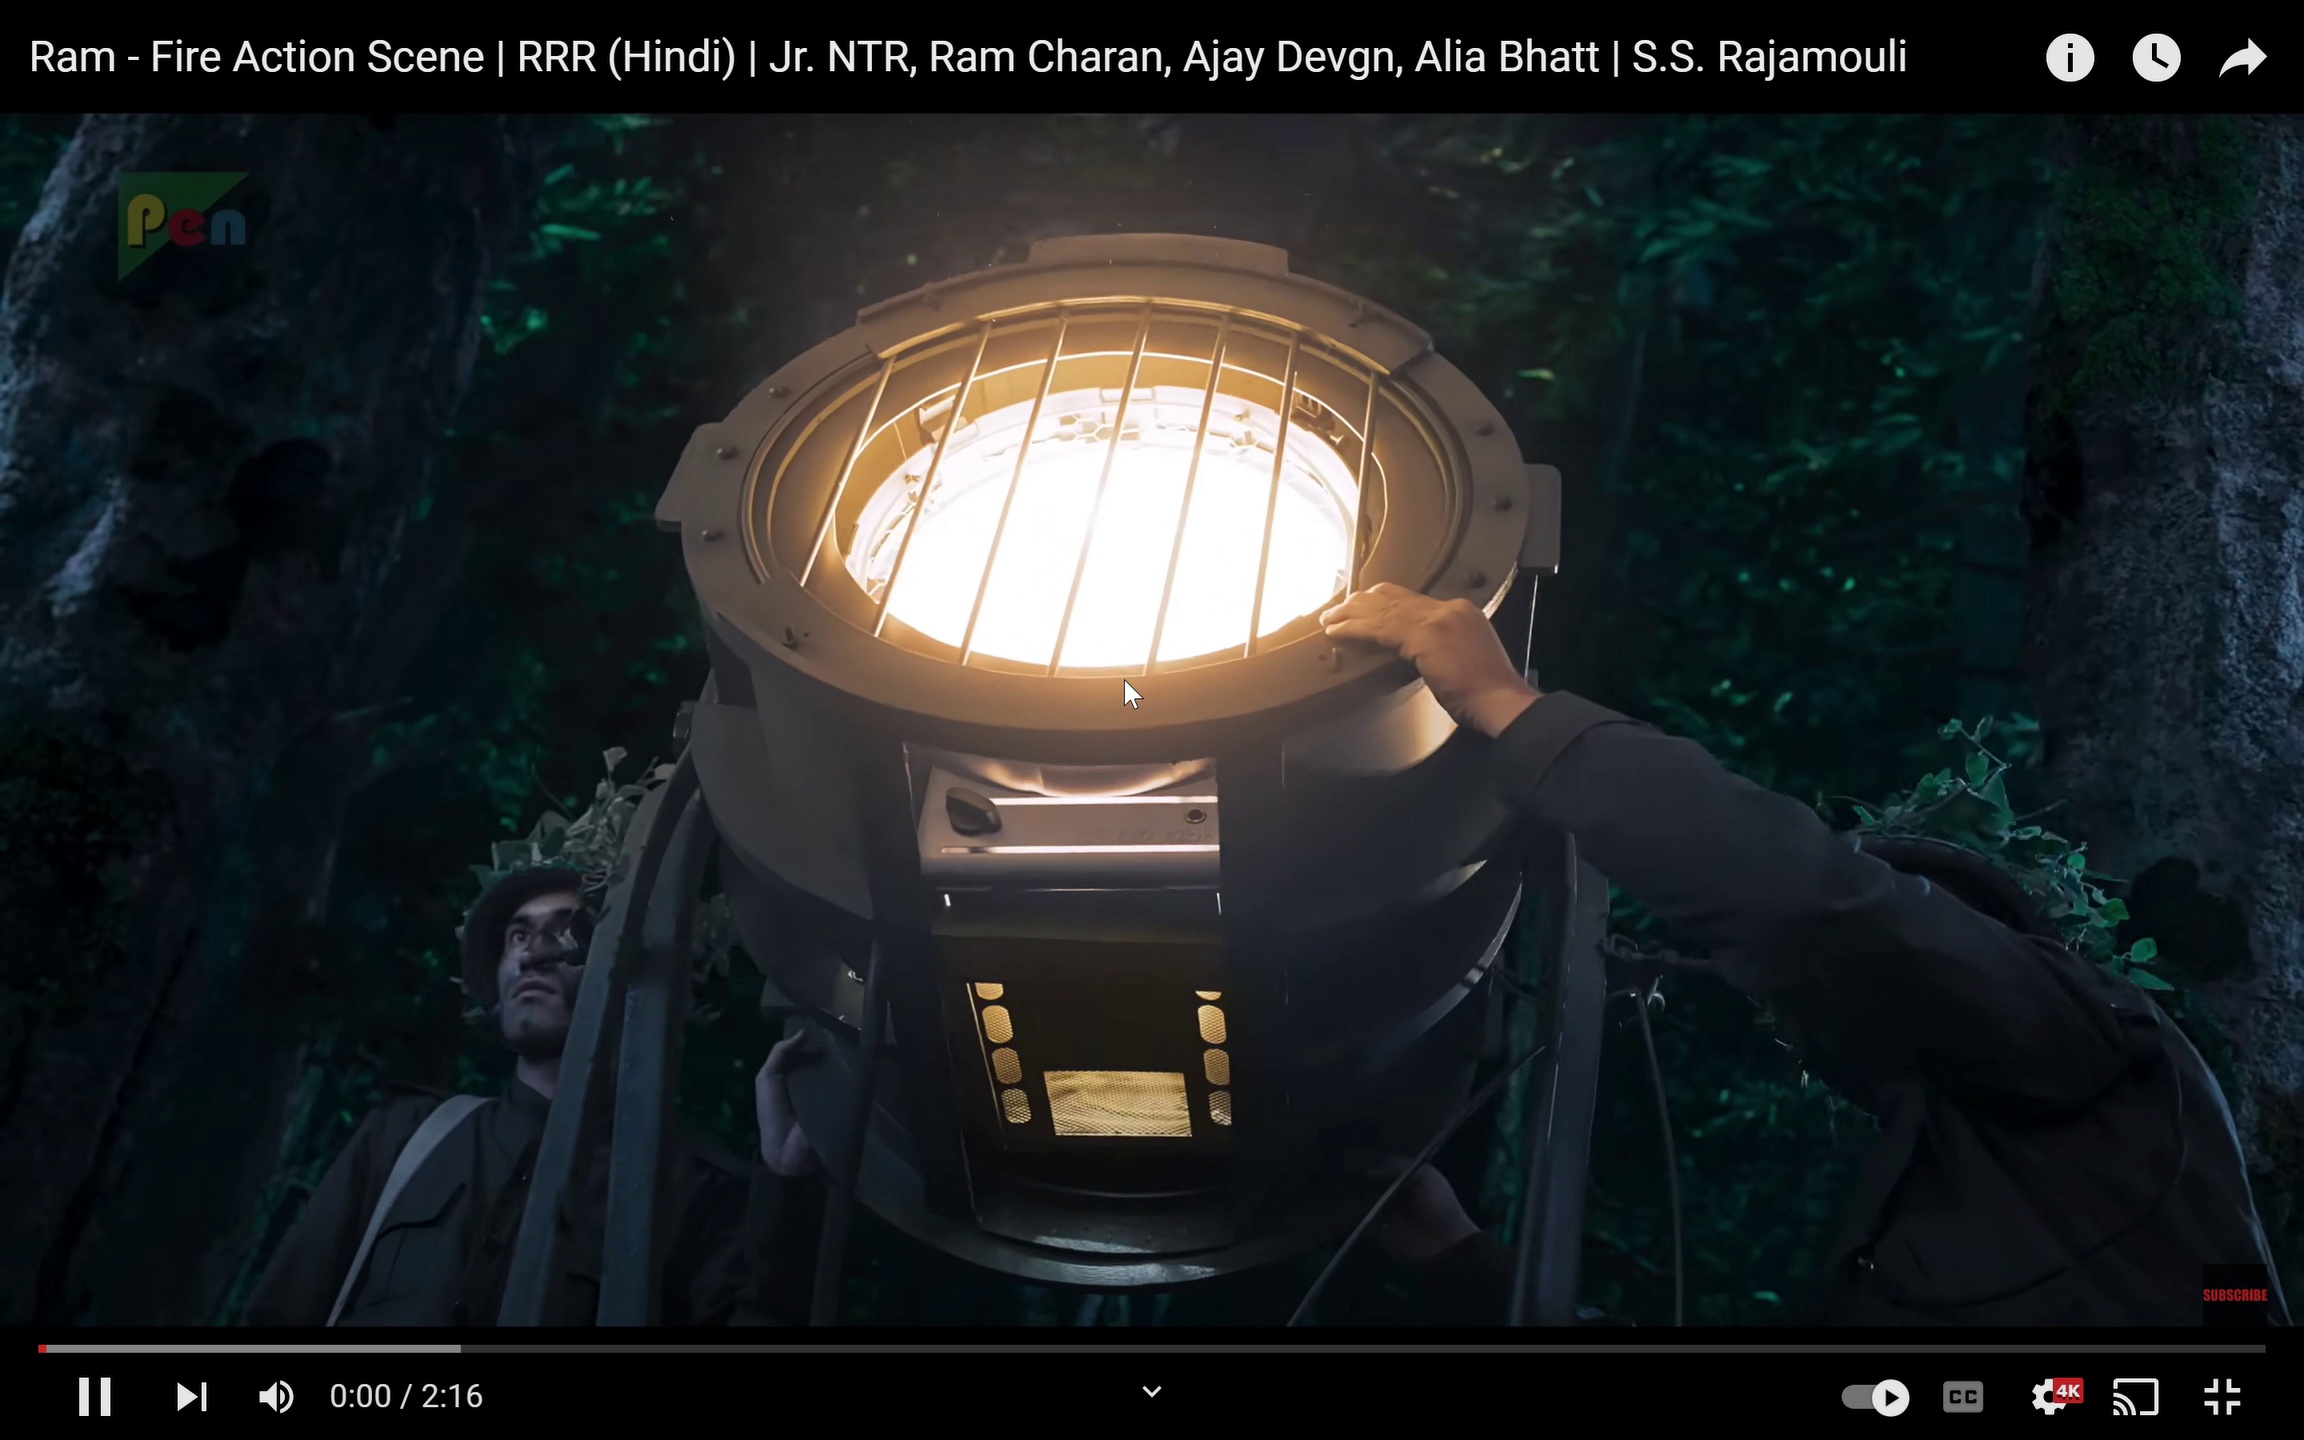 Ram - Fire Action Scene | RRR (Hindi) | Jr. NTR, Ram Charan, Ajay Devgn, Alia Bhatt | S.S. Rajamouli
Pen
SUBSCRIBE
0:00 / 2:16
CC
4K